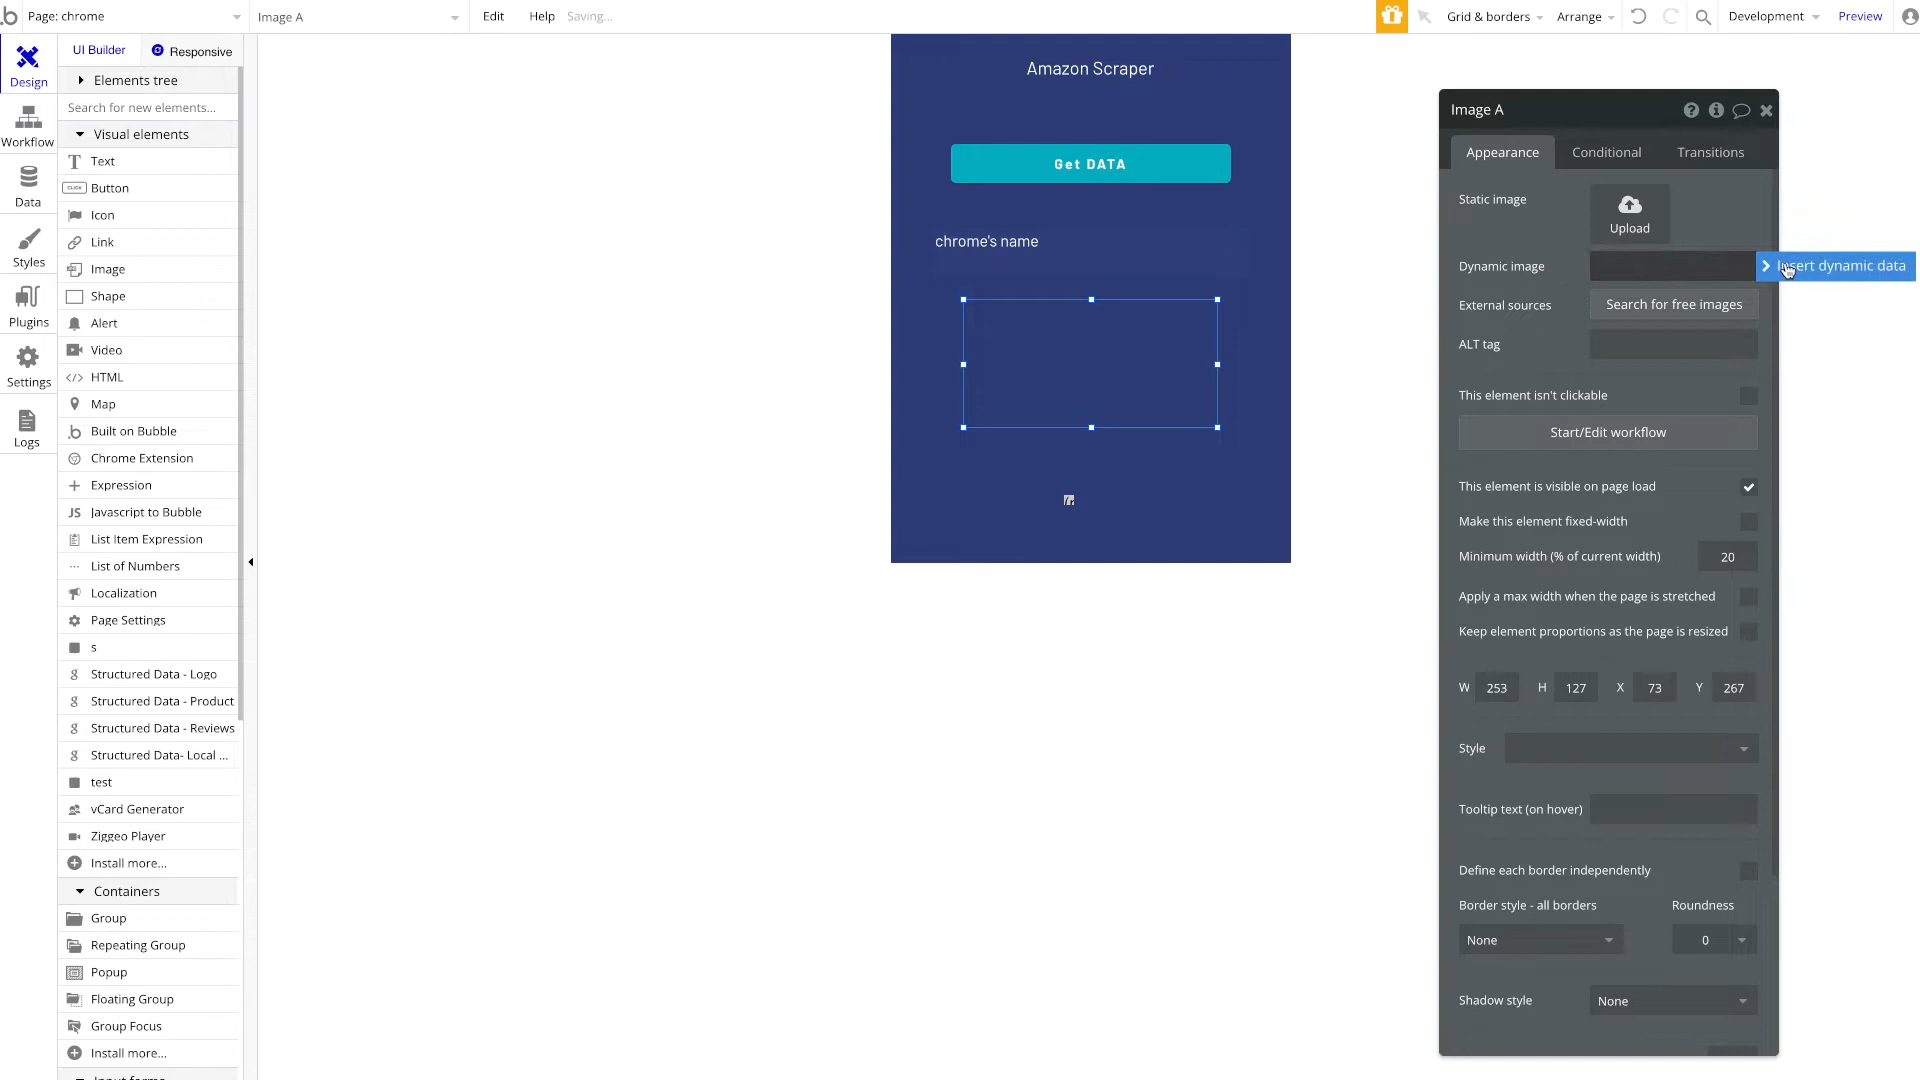 Page: chrome
Image A
Edit
Help
Saving...
Grid & borders
Arrange
Development
Preview
Design
Workflow
Data
Styles
Plugins
Settings
Logs
UI Builder
Responsive
Elements tree
Search for new elements...
Visual elements
Text
CLICK
Button
Icon
Link
Image
Shape
Alert
Video
HTML
Map
Built on Bubble
Chrome Extension
Expression
JS
Javascript to Bubble
List Item Expression
List of Numbers
Localization
Page Settings
s
Structured Data - Logo
Structured Data - Product
Structured Data - Reviews
Structured Data- Local ...
test
vCard Generator
Ziggeo Player
Install more...
Containers
Group
Repeating Group
Popup
Floating Group
Group Focus
Install more...
Input forms
Amazon Scraper
Get DATA
chrome's name
Image A
Appearance
Conditional
Transitions
Static image
Upload
Dynamic image
Insert dynamic data
External sources
Search for free images
ALT tag
This element isn't clickable
Start/Edit workflow
This element is visible on page load
Make this element fixed-width
Minimum width (% of current width)
20
Apply a max width when the page is stretched
Keep element proportions as the page is resized
W 253 H 127 X 73 Y 267
Style
Tooltip text (on hover)
Define each border independently
Border style - all borders
Roundness
None
0
Shadow style
None